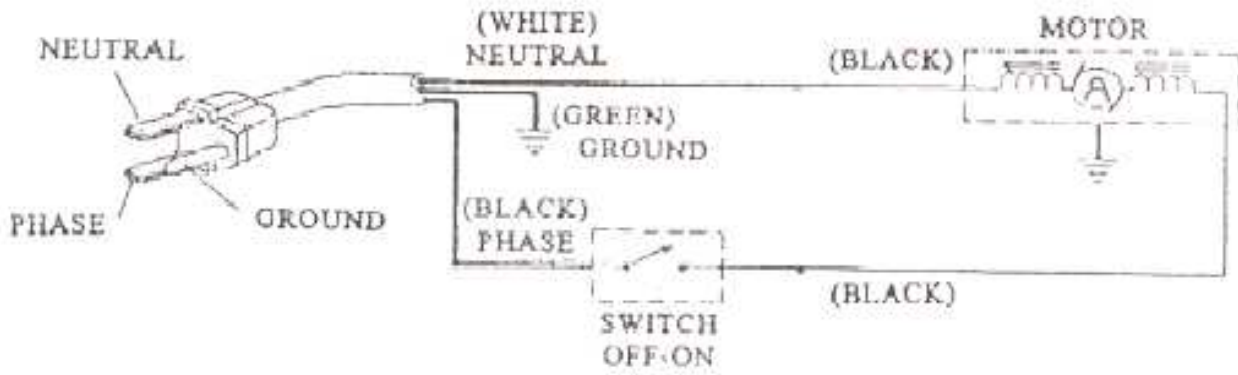 (WHITE)
NEUTRAL
NEUTRAL
(BLACK)
MOTOR
A
(GREEN)
GROUND
PHASE
GROUND
(BLACK)
PHASE
(BLACK)
SWITCH
OFF-ON